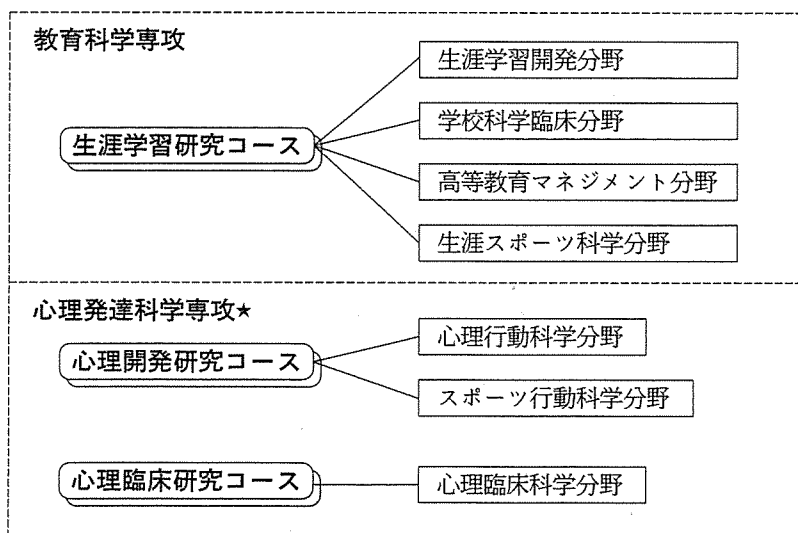 教育科学専攻
生涯学習研究コース
生涯学習開発分野
学校科学臨床分野
高等教育マネジメント分野
生涯スポーツ科学分野
心理発達科学専攻★
心理開発研究コース
心理行動科学分野
スポーツ行動科学分野
心理臨床研究コース
心理臨床科学分野